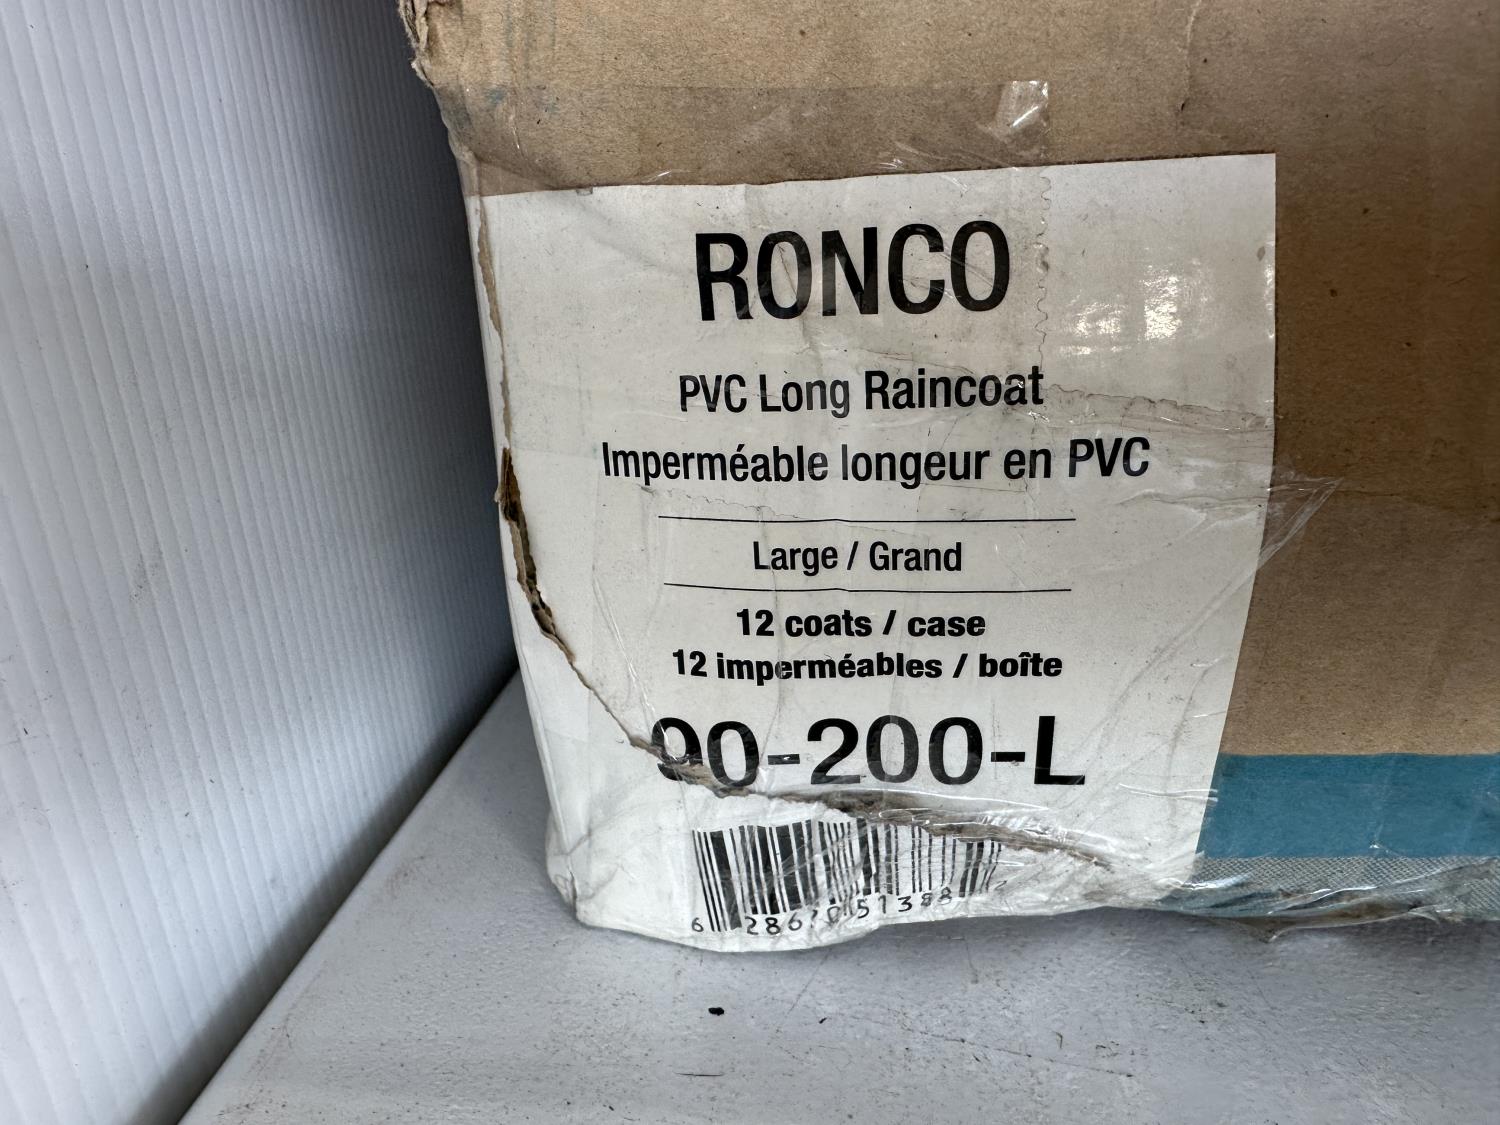 RONCO
PVC Long Raincoat
Imperméable longeur en PVC
Large / Grand
12 coats / case
12 imperméables / boîte
90-200-L